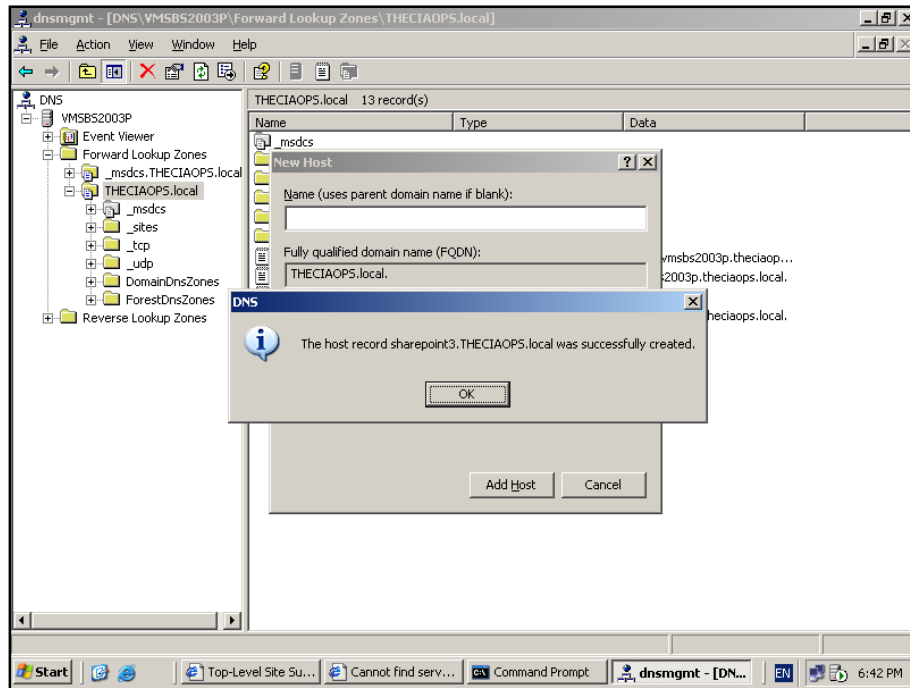 dnsmgmt - [DNS\VMSBS2003P\Forward Lookup Zones\THECIAOPS.local]
File Action View Window Help
DNS
VMSBS2003P
Event Viewer
Forward Lookup Zones
_msdcs.THECIAOPS.local
THECIAOPS.local
_msdcs
_sites
_tcp
_udp
DomainDnsZones
ForestDnsZones
Reverse Lookup Zones
THECIAOPS.local 13 record(s)
Name Type Data
_msdcs
vmsbs2003p.theciaop...
s2003p.theciaops.local.
heciaops.local.
New Host
Name (uses parent domain name if blank):
Fully qualified domain name (FQDN):
THECIAOPS.local.
Add Host Cancel
DNS
The host record sharepoint3.THECIAOPS.local was successfully created.
OK
Start Top-Level Site Su... Cannot find serv... Command Prompt dnsmgmt - [DN... EN 6:42 PM